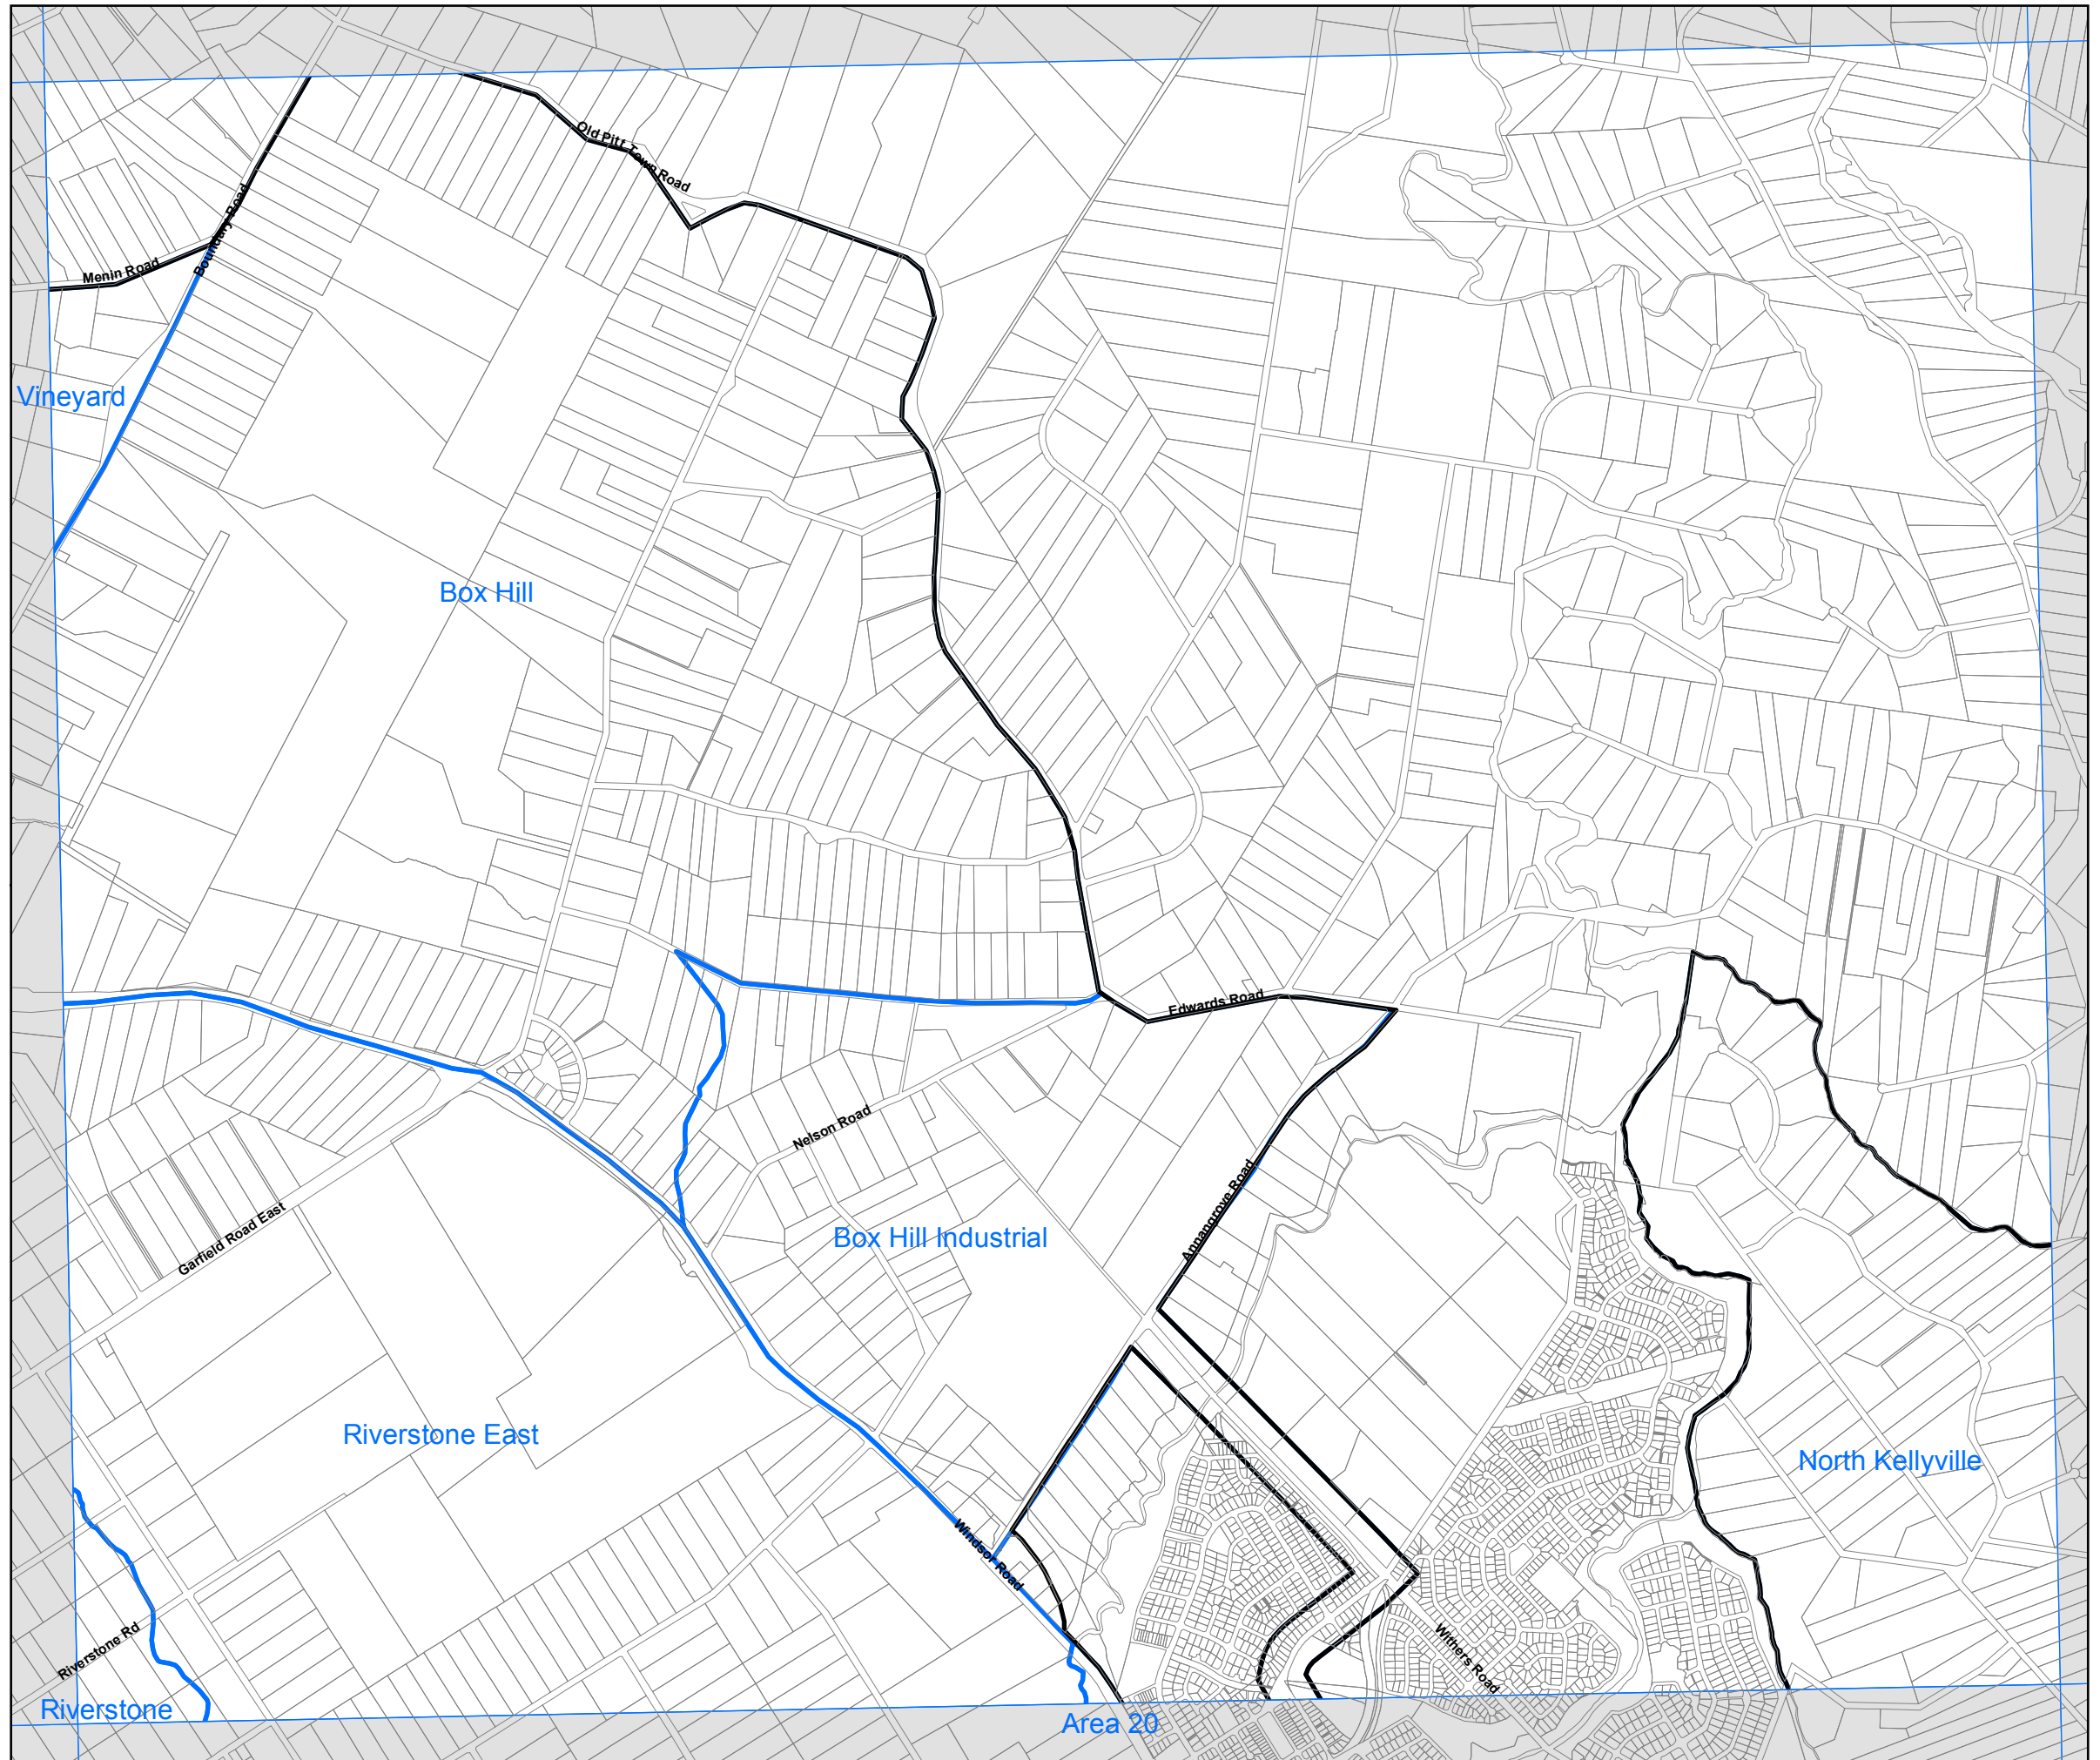 Old Pitt Town Road
Boundary Road
Menin Road
Vineyard
Box Hill
Edwards Road
Nelson Road
Annangrove Road
Garfield Road East
Box Hill Industrial
Riverstone East
North Kellyville
Windsor Road
Withers Road
Riverstone Rd
Riverstone
Area 20